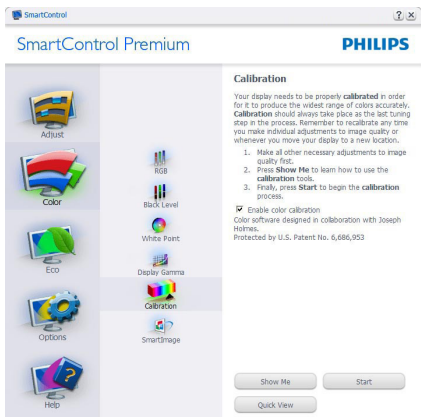 SmartControl
? ×
SmartControl Premium
PHILIPS
Adjust
Color
Eco
Options
Help
RGB
Black Level
White Point
Display Gamma
Calibration
SmartImage
Calibration
Your display needs to be properly calibrated in order
for it to produce the widest range of colors accurately.
Calibration should always take place as the last tuning
step in the process. Remember to recalibrate any time
you make individual adjustments to image quality or
whenever you move your display to a new location.
1. Make all other necessary adjustments to image
quality first.
2. Press Show Me to learn how to use the
calibration tools.
3. Finally, press Start to begin the calibration
process.
Enable color calibration
Color software designed in collaboration with Joseph
Holmes.
Protected by U.S. Patent No. 6,686,953
Show Me
Start
Quick View